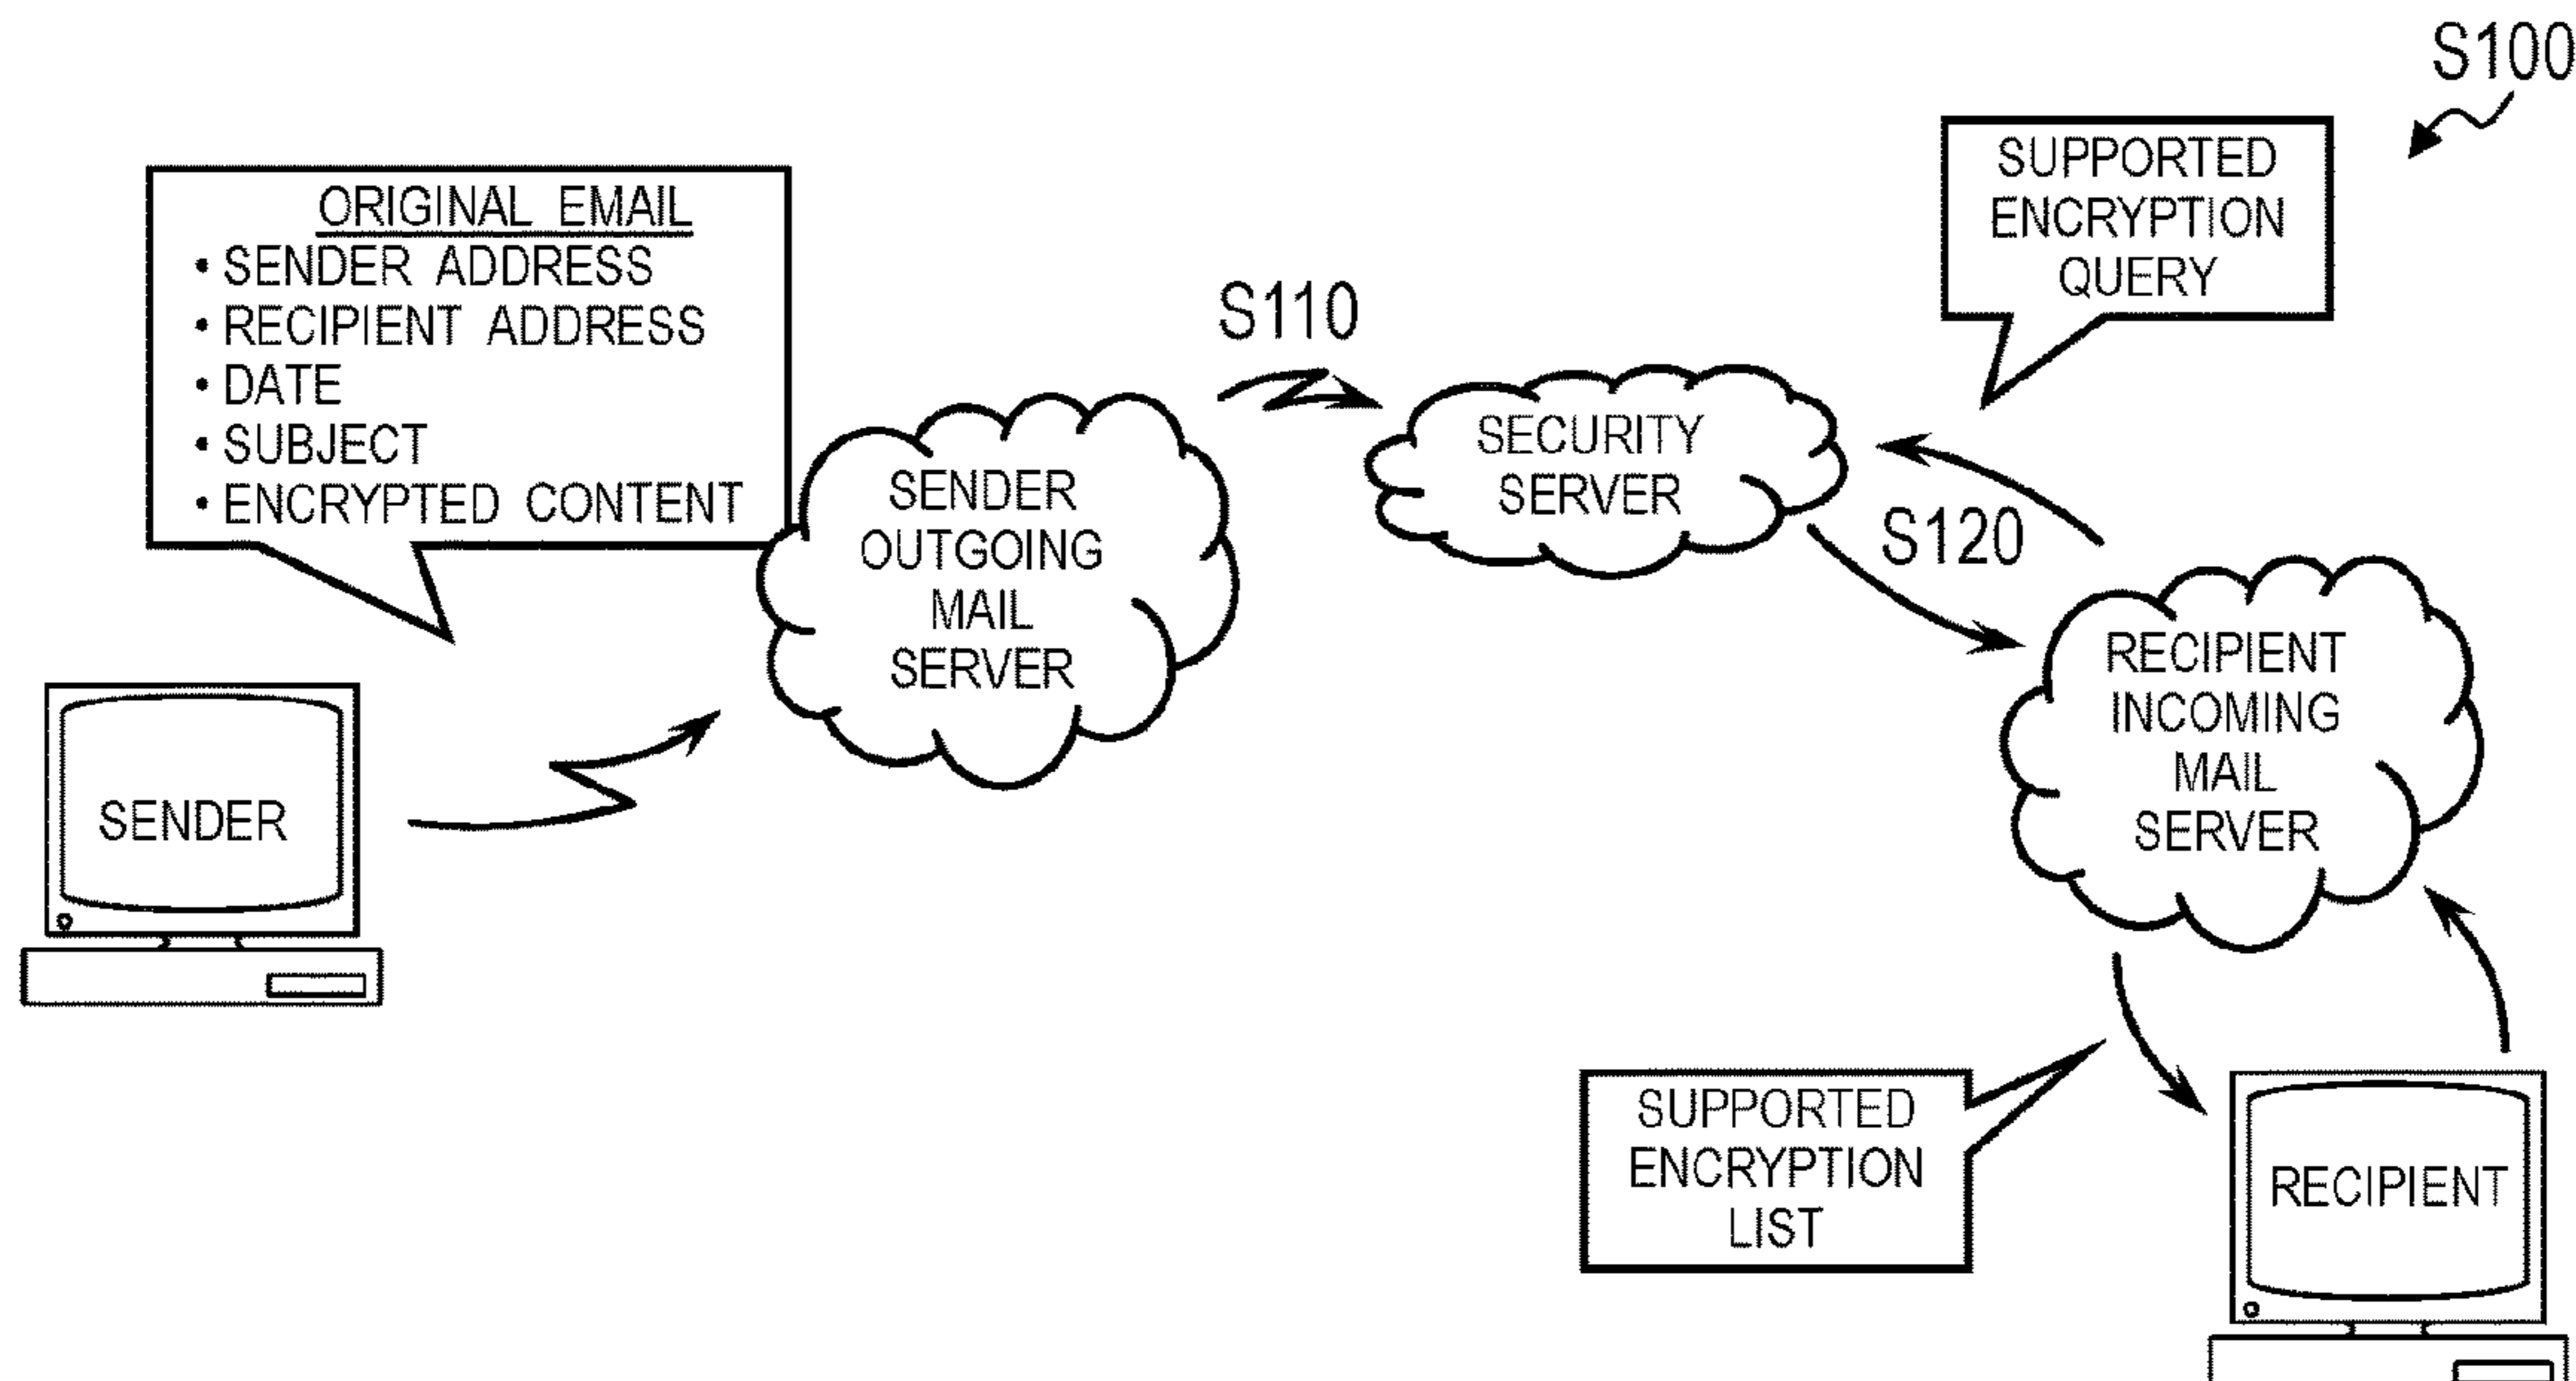 S100
SUPPORTED
ENCRYPTION
QUERY
ORIGINAL EMAIL
• SENDER ADDRESS
• RECIPIENT ADDRESS
• DATE
• SUBJECT
• ENCRYPTED CONTENT
S110
SENDER
OUTGOING
MAIL
SERVER
SECURITY
SERVER
S120
RECIPIENT
INCOMING
MAIL
SERVER
SENDER
SUPPORTED
ENCRYPTION
LIST
RECIPIENT